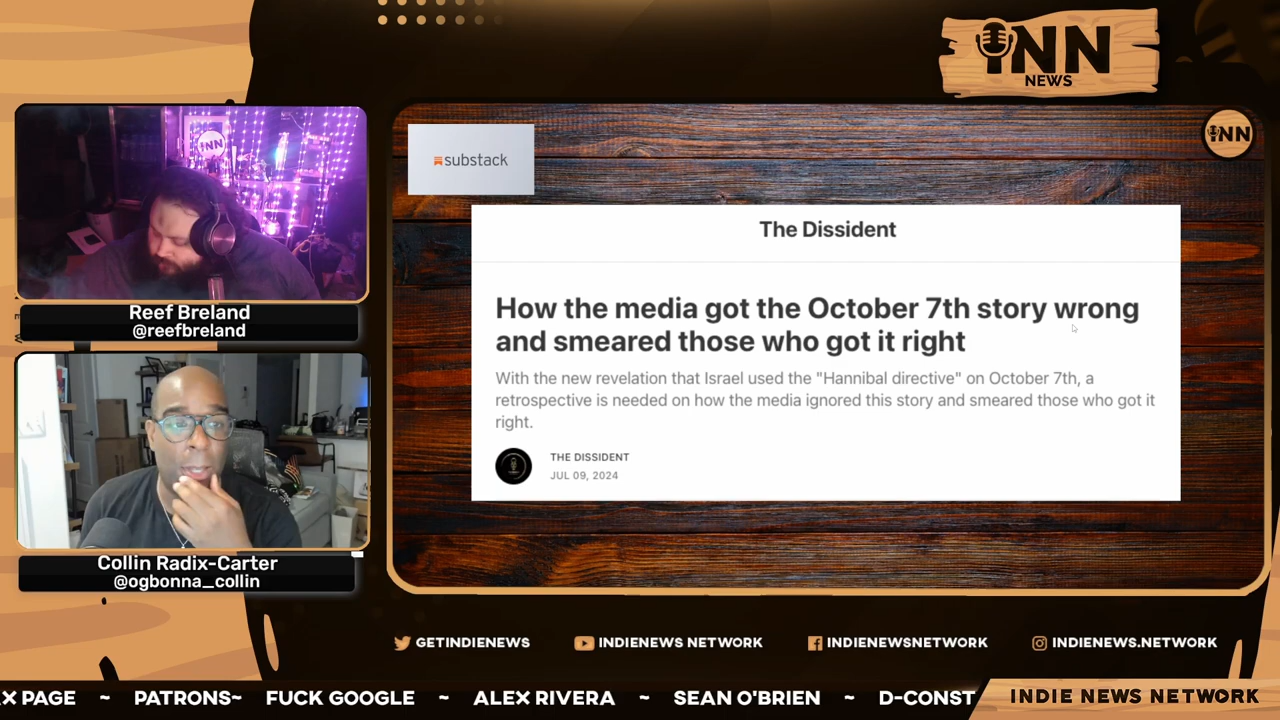 INN
NEWS
INN
substack
The Dissident
How the media got the October 7th story wrong
and smeared those who got it right
With the new revelation that Israel used the "Hannibal directive" on October 7th, a
retrospective is needed on how the media ignored this story and smeared those who got it
right.
THE DISSIDENT
JUL 09, 2024
INN
Reef Breland
@reefbreland
Collin Radix-Carter
@ogbonna_collin
GETINDIENEWS
INDIENEWS NETWORK
INDIENEWSNETWORK
INDIENEWS.NETWORK
X PAGE ~ PATRONS~ FUCK GOOGLE ~ ALEX RIVERA ~ SEAN O'BRIEN ~ D-CONST
INDIE NEWS NETWORK